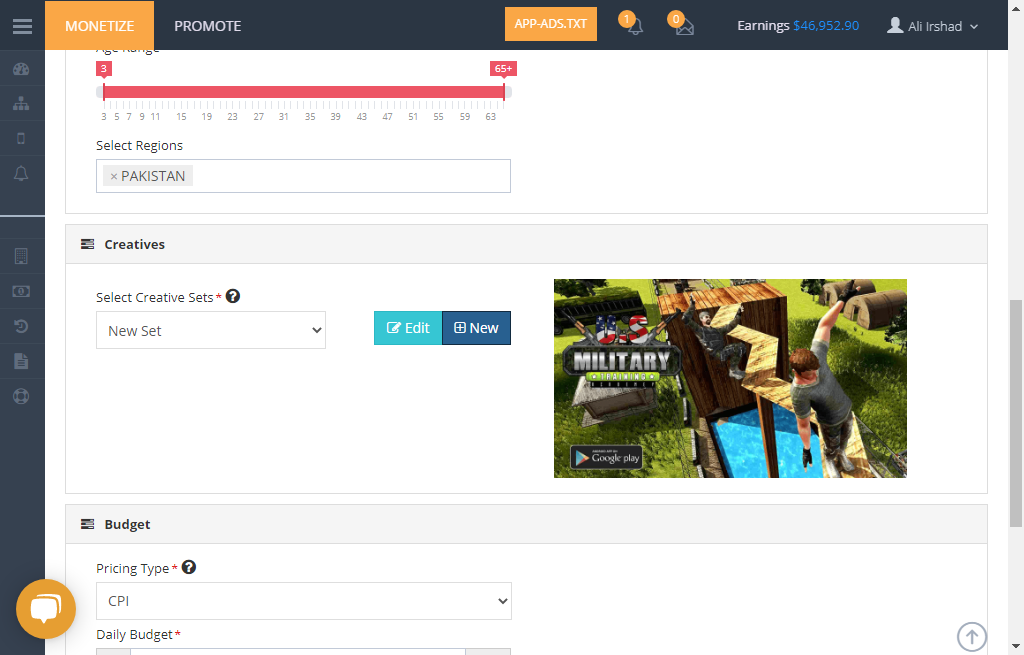 MONETIZE
PROMOTE
APP-ADS.TXT
1
0
Earnings $46,952.90
Ali Irshad
Age Range
3
65+
3 5 7 9 11 15 19 23 27 31 35 39 43 47 51 55 59 63
Select Regions
× PAKISTAN
Creatives
Select Creative Sets * ?
New Set
Edit
New
U.S
MILITARY
TRAINING
Google play
Budget
Pricing Type * ?
CPI
Daily Budget *